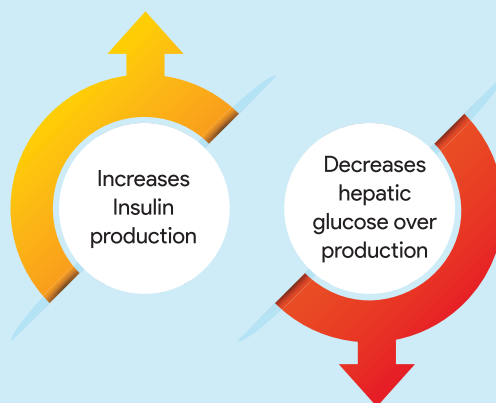 Increases
Insulin
production
Decreases
hepatic
glucose over
production